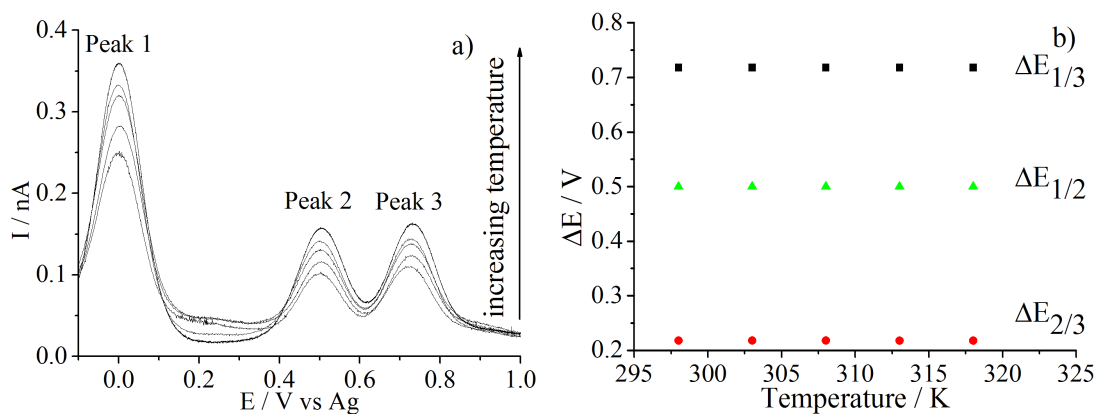 a)
Peak 1
Peak 2
Peak 3
increasing temperature
I / nA
0.4
0.3
0.2
0.1
0.0
0.0 0.2 0.4 0.6 0.8 1.0
E / V vs Ag
b)
ΔE1/3
ΔE1/2
ΔE2/3
ΔE / V
0.8
0.7
0.6
0.5
0.4
0.3
0.2
295 300 305 310 315 320 325
Temperature / K